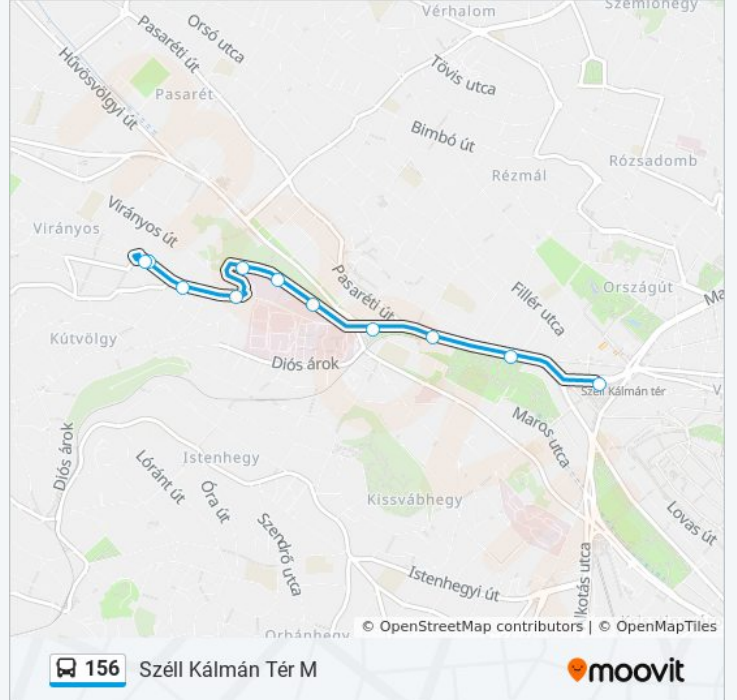 Vérhalom
Szemlőhegy
Orsó utca
Pasaréti út
Hűvösvölgyi út
Tövis utca
Pasarét
Bimbó út
Rózsadomb
Rézmál
Virányos út
Virányos
Pasaréti út
Fillér utca
Országút
Kútvölgy
Diós árok
Széll Kálmán tér
Maros utca
Diós árok
Istenhegy
Lóránt út
Óra út
Kissvábhegy
Szendrő utca
Lovas út
Istenhegyi út
lkotás utca
Orbánhegy
© OpenStreetMap contributors | © OpenMapTiles
156 Széll Kálmán Tér M
moovit